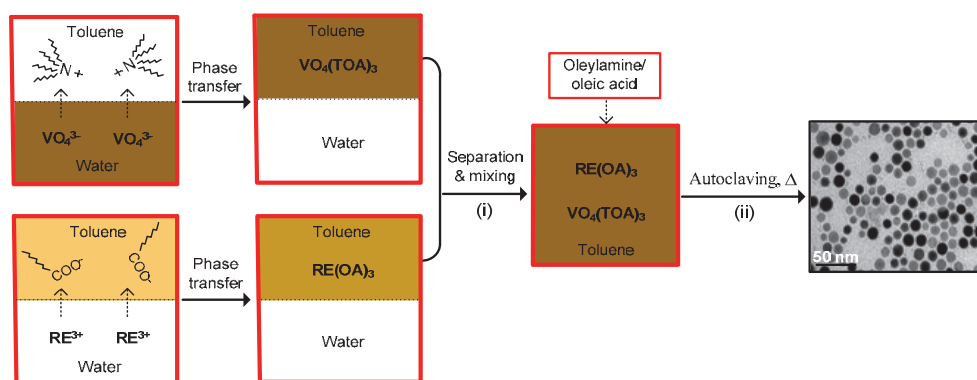 Toluene
N
+
+
N
VO₄³⁻ VO₄³⁻
Water
Phase
transfer
Toluene
VO₄(TOA)₃
Water
Toluene
COO⁻
COO⁻
RE³⁺ RE³⁺
Water
Phase
transfer
Toluene
RE(OA)₃
Water
Separation
& mixing
(i)
Oleylamine/
oleic acid
RE(OA)₃
VO₄(TOA)₃
Toluene
Autoclaving, Δ
(ii)
50 nm